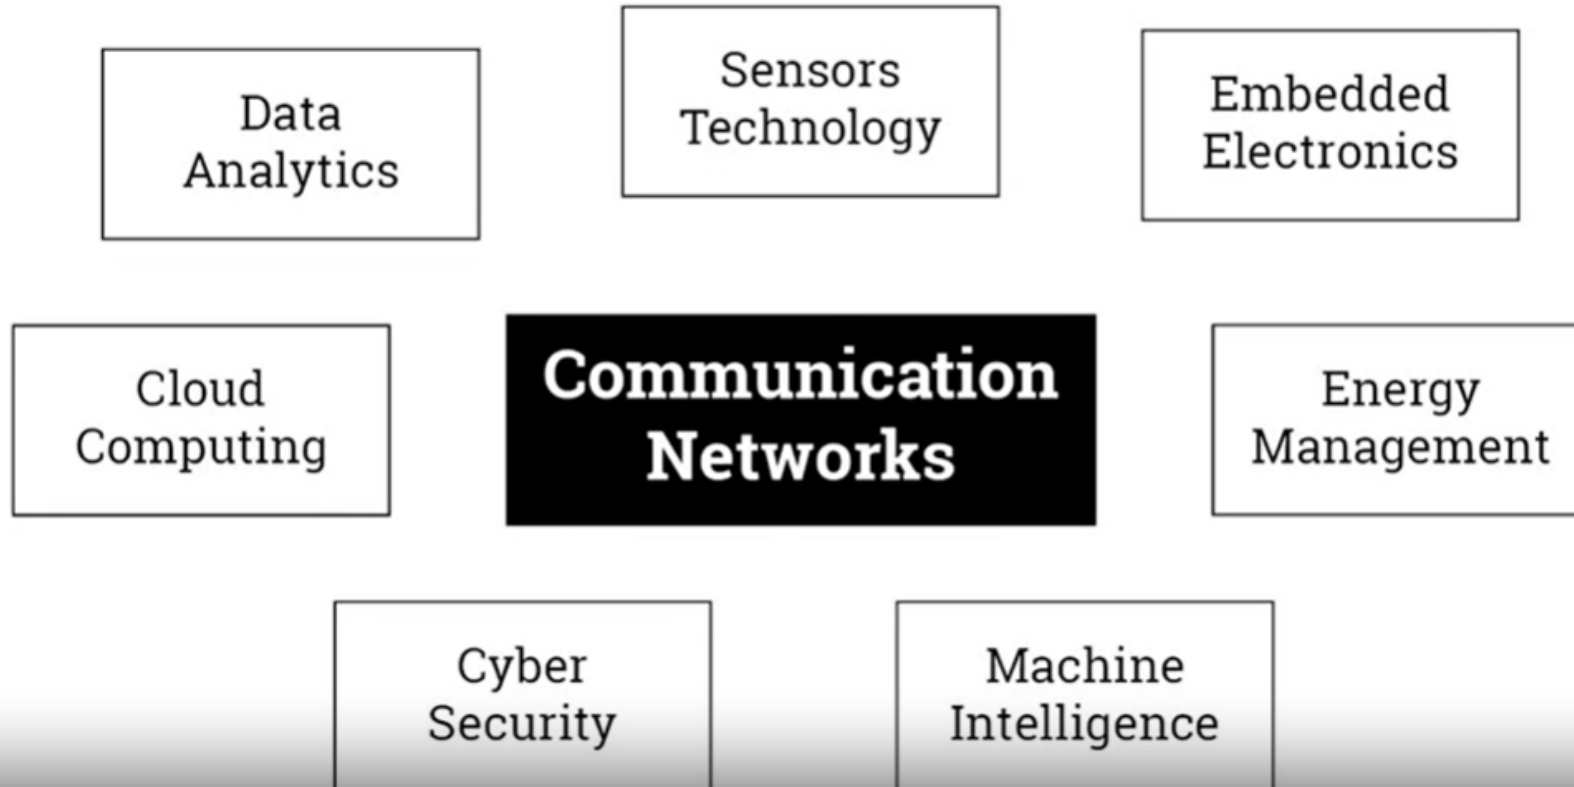 Data
Analytics
Sensors
Technology
Embedded
Electronics
Cloud
Computing
Communication
Networks
Energy
Management
Cyber
Security
Machine
Intelligence